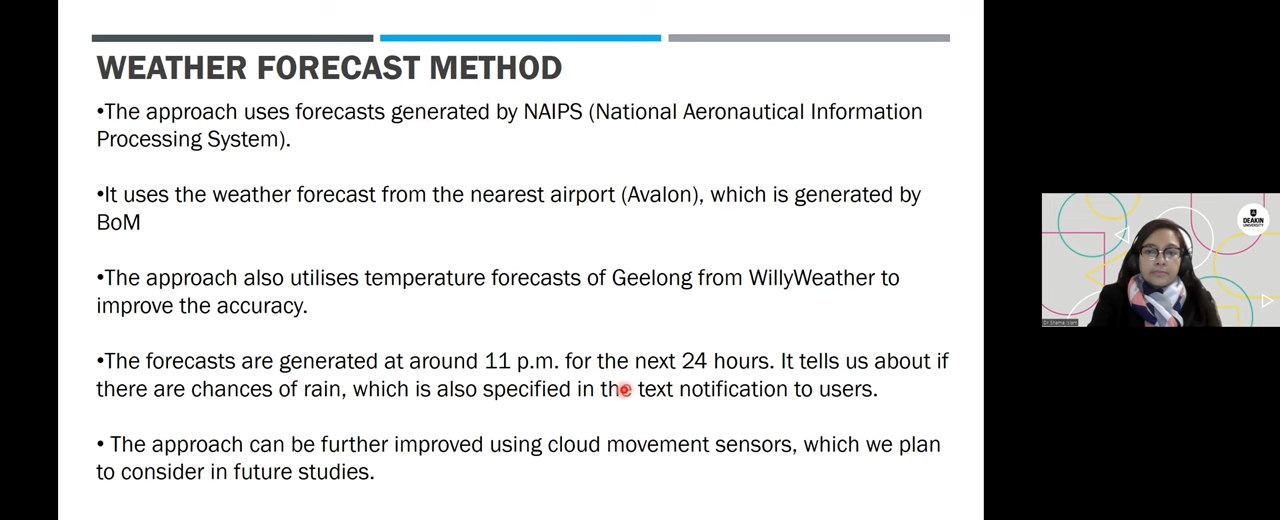 WEATHER FORECAST METHOD
•The approach uses forecasts generated by NAIPS (National Aeronautical Information
Processing System).
•It uses the weather forecast from the nearest airport (Avalon), which is generated by
BoM
•The approach also utilises temperature forecasts of Geelong from WillyWeather to
improve the accuracy.
•The forecasts are generated at around 11 p.m. for the next 24 hours. It tells us about if
there are chances of rain, which is also specified in the text notification to users.
• The approach can be further improved using cloud movement sensors, which we plan
to consider in future studies.
DEAKIN
UNIVERSITY